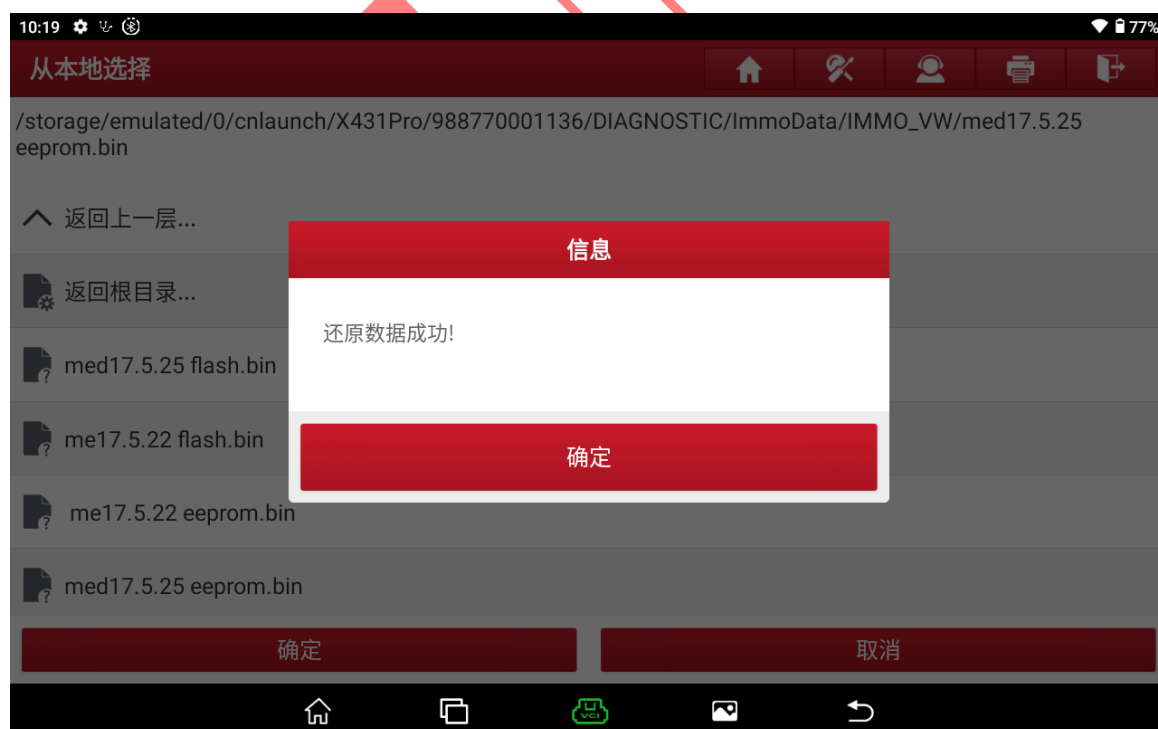 10:19
77%
从本地选择
/storage/emulated/0/cnlaunch/X431Pro/988770001136/DIAGNOSTIC/ImmoData/IMMO_VW/med17.5.25
eeprom.bin
返回上一层...
信息
返回根目录...
还原数据成功!
med17.5.25 flash.bin
me17.5.22 flash.bin
确定
me17.5.22 eeprom.bin
med17.5.25 eeprom.bin
确定
取消
VCI